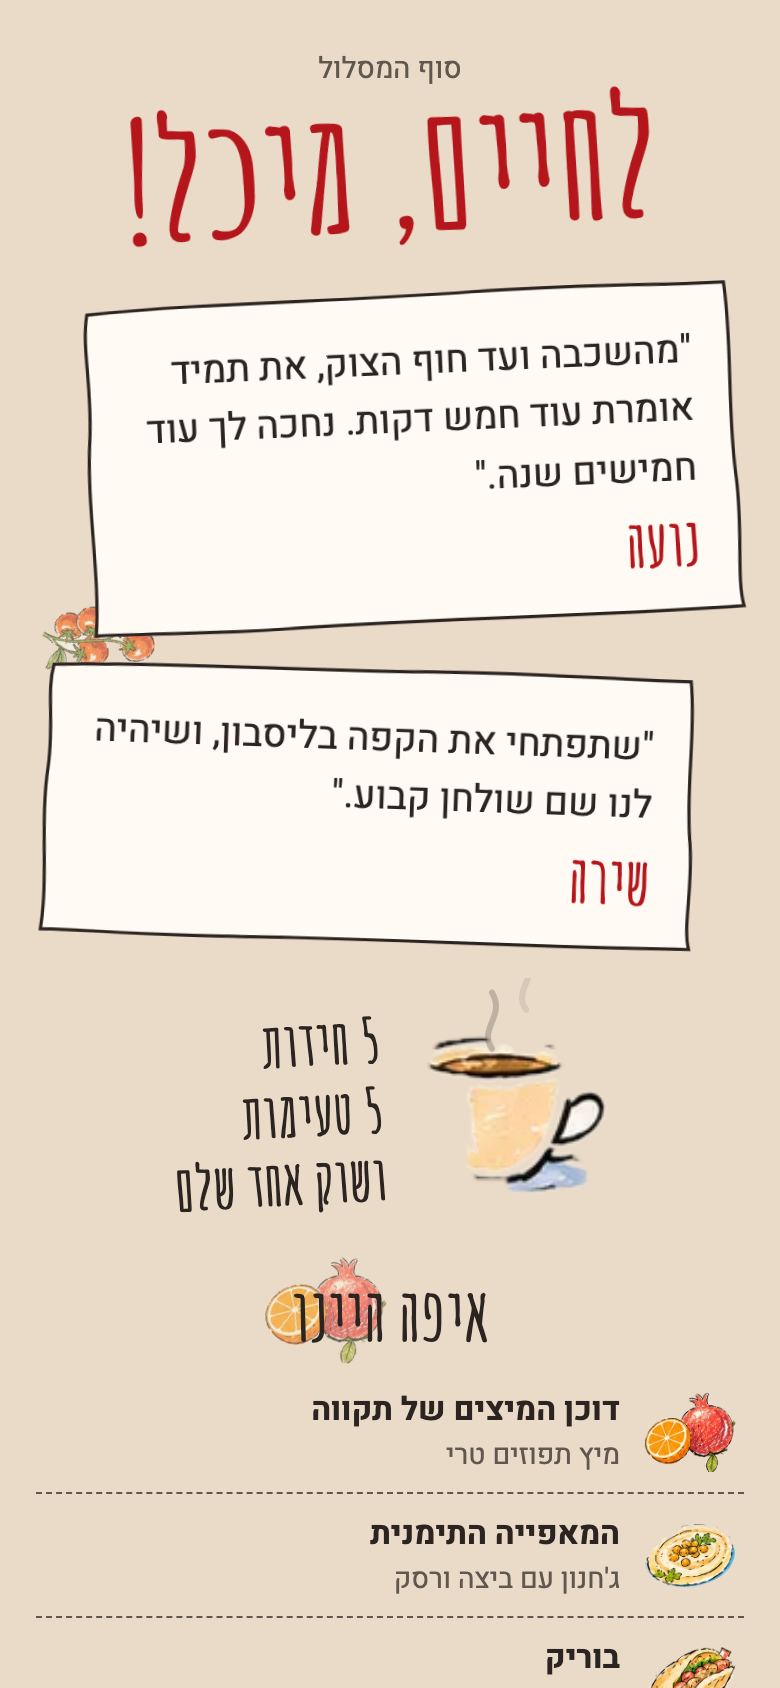 סוף המסלול
לחיים, מיכל!
"מהשכבה ועד חוף הצוק, את תמיד
אומרת עוד חמש דקות. נחכה לך עוד
חמישים שנה."
נועה
"שתפתחי את הקפה בליסבון, ושיהיה
לנו שם שולחן קבוע."
שירה
5 חידות
5 טעימות
ושוק אחד שלם
איפה היינו
דוכן המיצים של תקווה
מיץ תפוזים טרי
המאפייה התימנית
ג'חנון עם ביצה ורסק
בוריק